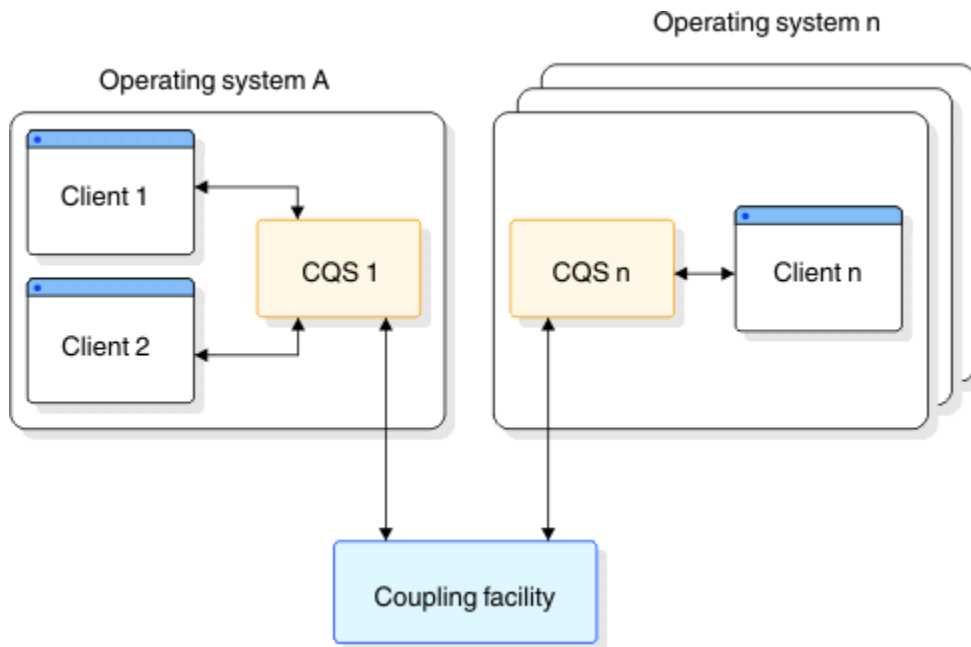 Operating system n
Operating system A
Client 1
CQS 1
CQS n
Client n
Client 2
Coupling facility